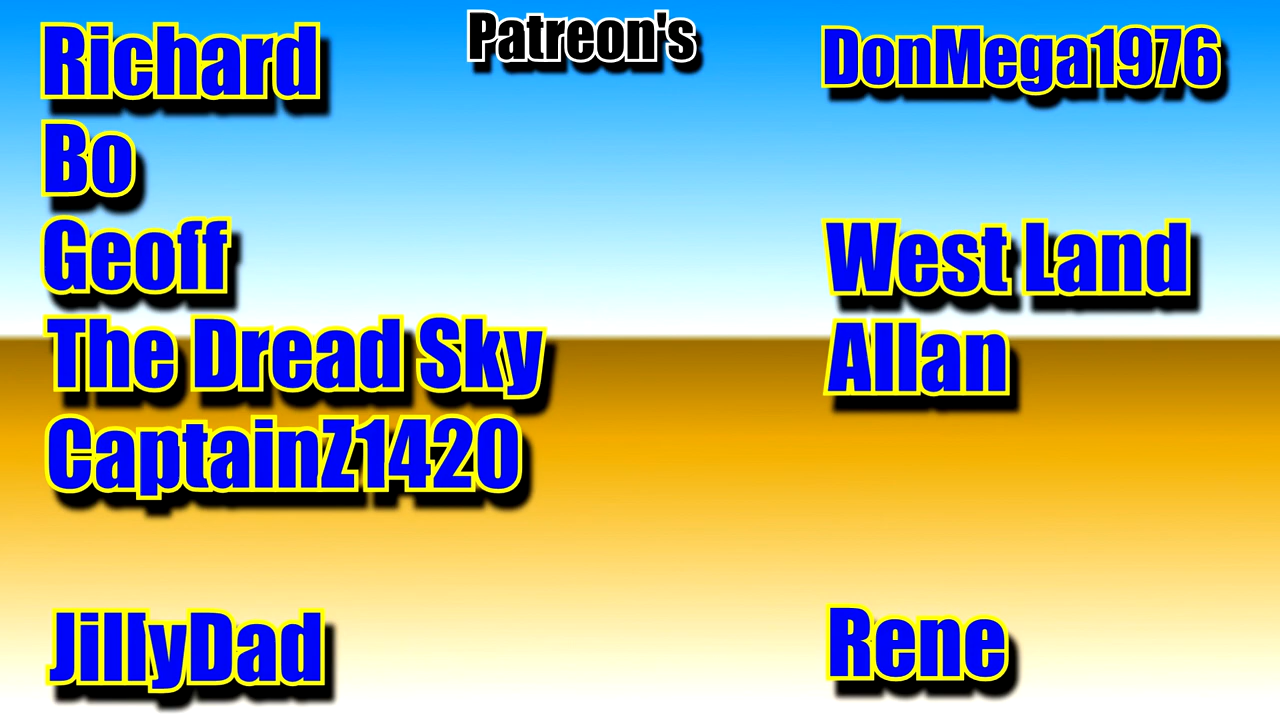 Patreon's
Richard
Bo
Geoff
The Dread Sky
CaptainZ1420
JillyDad
DonMega1976
West Land
Allan
Rene